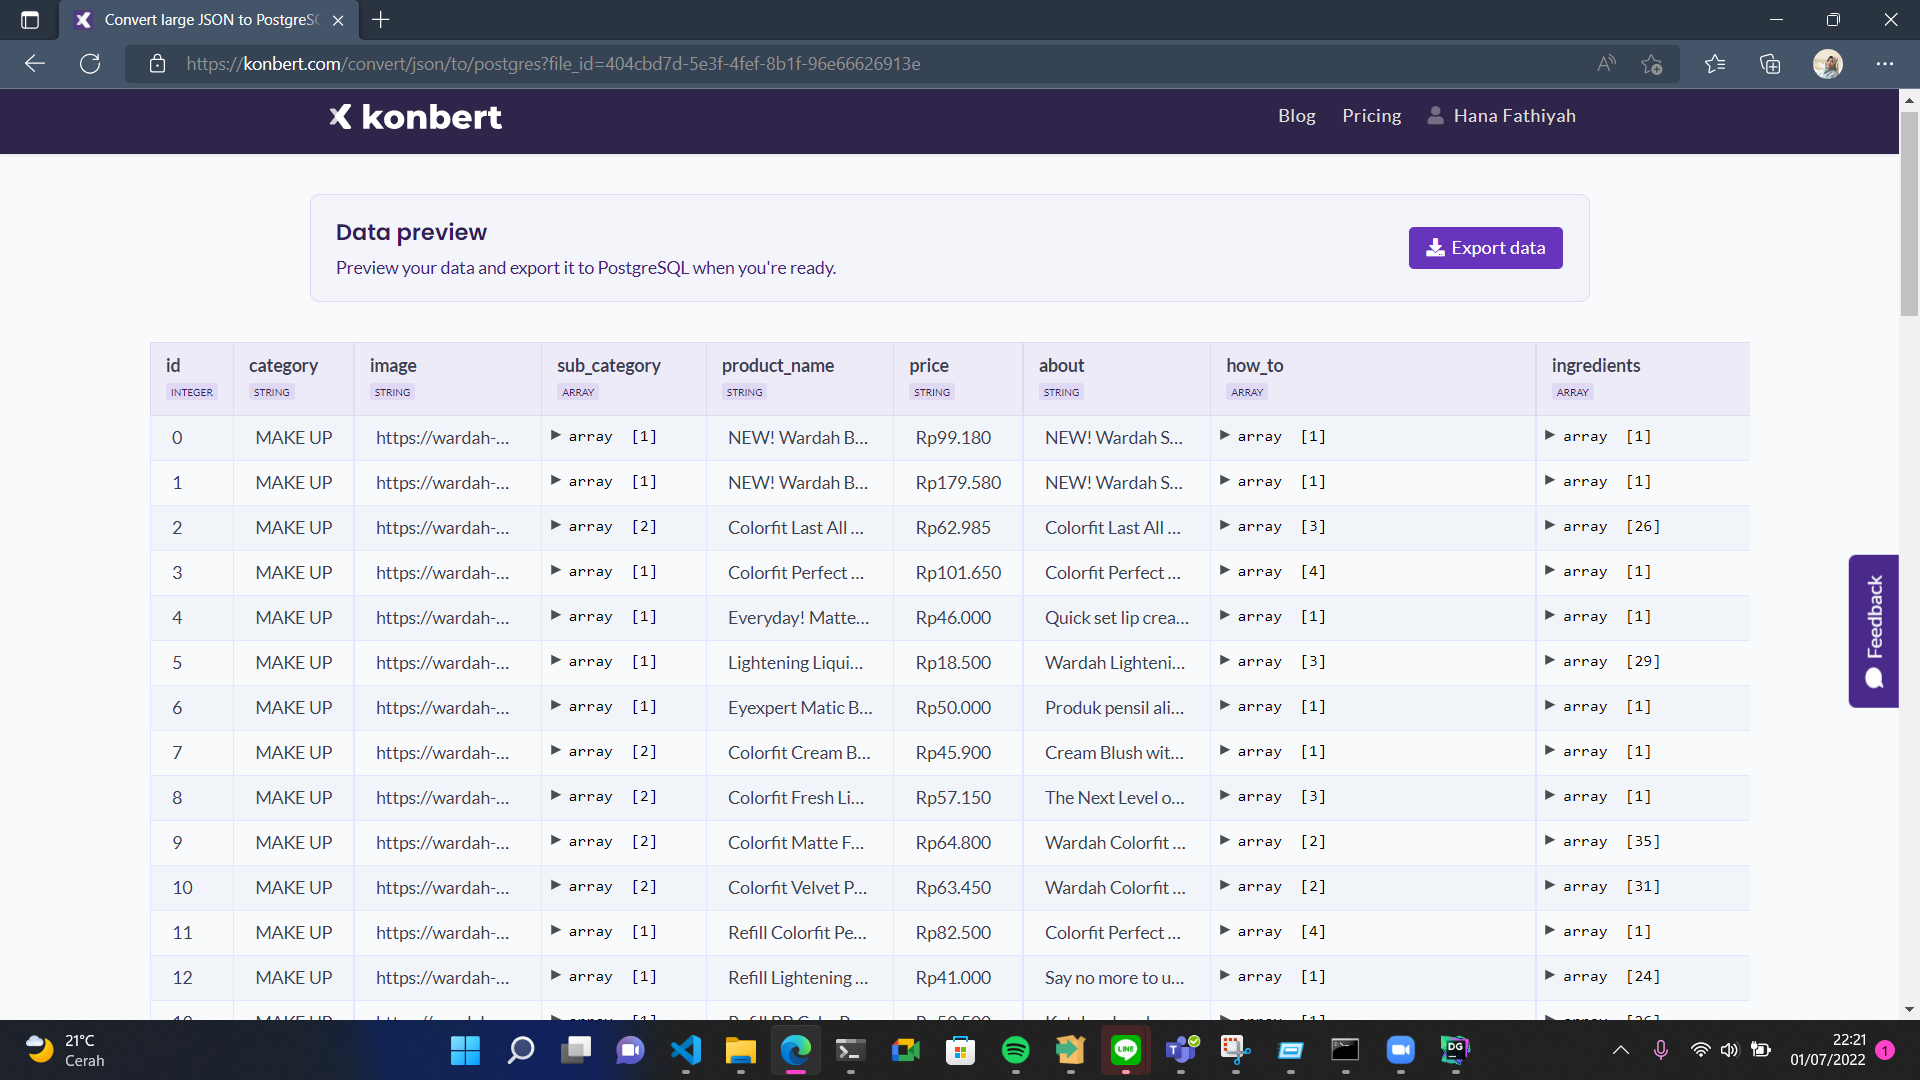 Convert large JSON to PostgreSQ
https://konbert.com/convert/json/to/postgres?file_id=404cbd7d-5e3f-4fef-8b1f-96e66626913e
konbert
Blog Pricing Hana Fathiyah
Data preview
Preview your data and export it to PostgreSQL when you're ready.
Export data
id category image sub_category product_name price about how_to ingredients
INTEGER STRING STRING ARRAY STRING STRING STRING ARRAY ARRAY
0 MAKE UP https://wardah-... array [1] NEW! Wardah B... Rp99.180 NEW! Wardah S... array [1] array [1]
1 MAKE UP https://wardah-... array [1] NEW! Wardah B... Rp179.580 NEW! Wardah S... array [1] array [1]
2 MAKE UP https://wardah-... array [2] Colorfit Last All ... Rp62.985 Colorfit Last All ... array [3] array [26]
3 MAKE UP https://wardah-... array [1] Colorfit Perfect ... Rp101.650 Colorfit Perfect ... array [4] array [1]
4 MAKE UP https://wardah-... array [1] Everyday! Matte... Rp46.000 Quick set lip crea... array [1] array [1]
5 MAKE UP https://wardah-... array [1] Lightening Liqui... Rp18.500 Wardah Lighteni... array [3] array [29]
6 MAKE UP https://wardah-... array [1] Eyexpert Matic B... Rp50.000 Produk pensil ali... array [1] array [1]
7 MAKE UP https://wardah-... array [2] Colorfit Cream B... Rp45.900 Cream Blush wit... array [1] array [1]
8 MAKE UP https://wardah-... array [2] Colorfit Fresh Li... Rp57.150 The Next Level o... array [3] array [1]
9 MAKE UP https://wardah-... array [2] Colorfit Matte F... Rp64.800 Wardah Colorfit ... array [2] array [35]
10 MAKE UP https://wardah-... array [2] Colorfit Velvet P... Rp63.450 Wardah Colorfit ... array [2] array [31]
11 MAKE UP https://wardah-... array [1] Refill Colorfit Pe... Rp82.500 Colorfit Perfect ... array [4] array [1]
12 MAKE UP https://wardah-... array [1] Refill Lightening ... Rp41.000 Say no more to u... array [1] array [24]
Feedback
21°C
Cerah
LINE
DG
22:21
01/07/2022
1